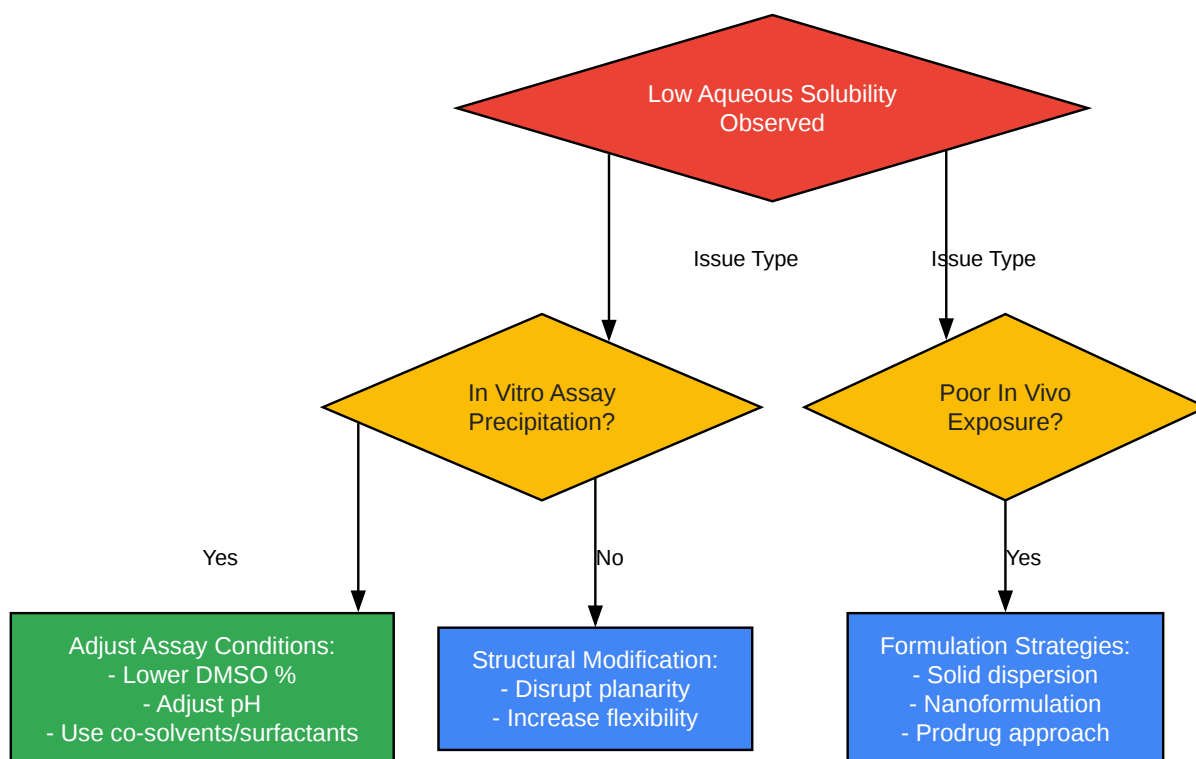 Low Aqueous Solubility
Observed
Issue Type
Issue Type
In Vitro Assay
Precipitation?
Poor In Vivo
Exposure?
Yes
No
Yes
Adjust Assay Conditions:
- Lower DMSO %
- Adjust pH
- Use co-solvents/surfactants
Structural Modification:
- Disrupt planarity
- Increase flexibility
Formulation Strategies:
- Solid dispersion
- Nanoformulation
- Prodrug approach